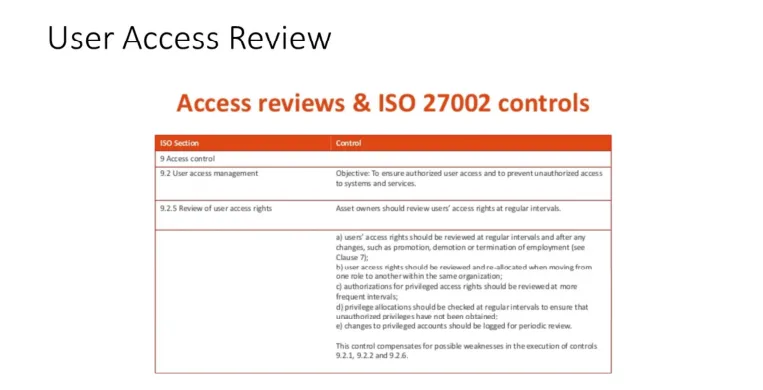 User Access Review
Access reviews & ISO 27002 controls
ISO Section Control
9 Access control
9.2 User access management Objective: To ensure authorized user access and to prevent unauthorized access
to systems and services.
9.2.5 Review of user access rights Asset owners should review users' access rights at regular intervals.
a) users' access rights should be reviewed at regular intervals and after any
changes, such as promotion, demotion or termination of employment (see
Clause 7);
b) user access rights should be reviewed and re-allocated when moving from
one role to another within the same organization;
c) authorizations for privileged access rights should be reviewed at more
frequent intervals;
d) privilege allocations should be checked at regular intervals to ensure that
unauthorized privileges have not been obtained;
e) changes to privileged accounts should be logged for periodic review.
This control compensates for possible weaknesses in the execution of controls
9.2.1, 9.2.2 and 9.2.6.